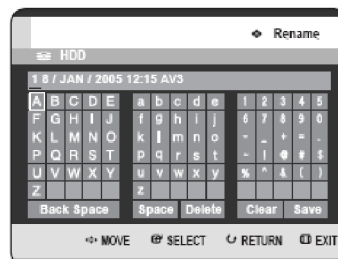 Rename
HDD
1 8 / JAN / 2005 12:15 AV3
A B C D E a b c d e 1 2 3 4 5
F G H I J f g h i j 6 7 8 9 0
K L M N O k l m n o - _ + = .
P Q R S T p q r s t ~ ! @ # $
U V W X Y u v w x y % ^ & ( )
Z z
Back Space Space Delete Clear Save
MOVE SELECT RETURN EXIT